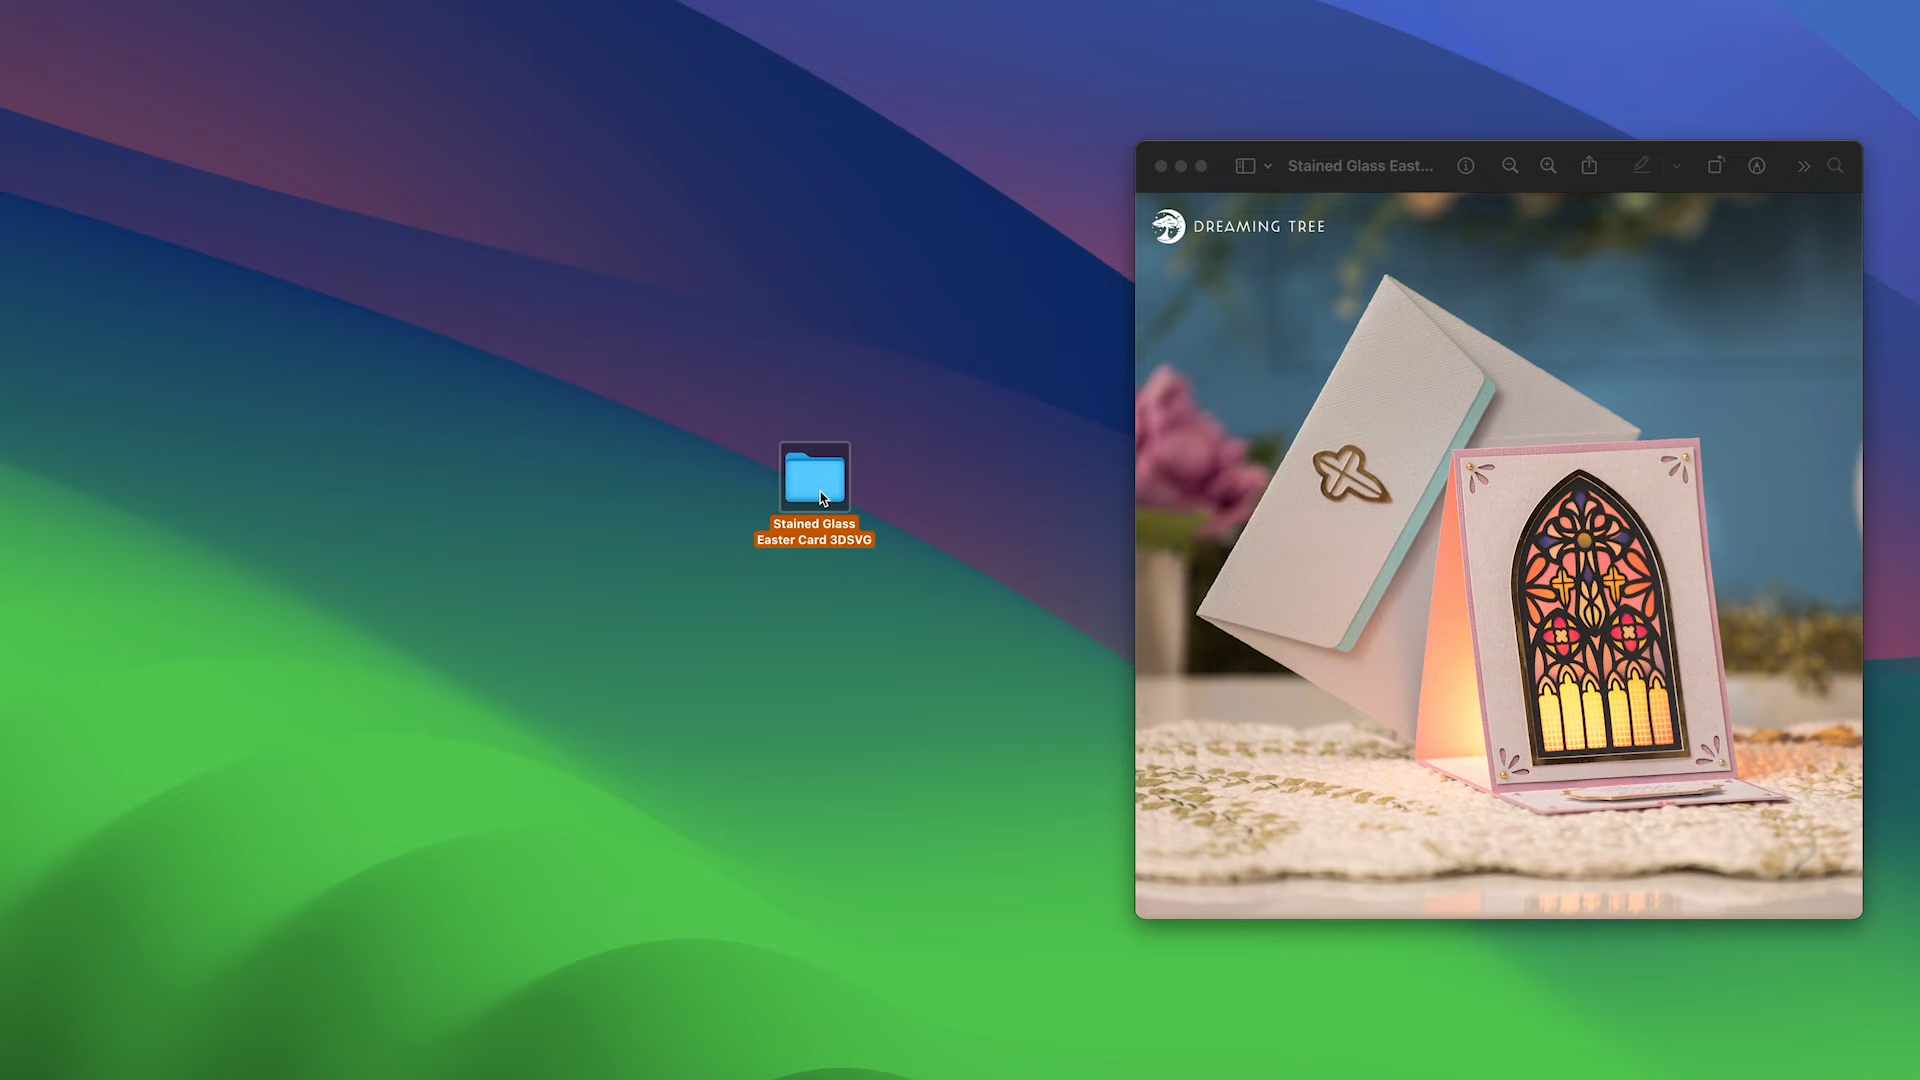 Stained Glass East...
DREAMING TREE
Stained Glass
Easter Card 3DSVG